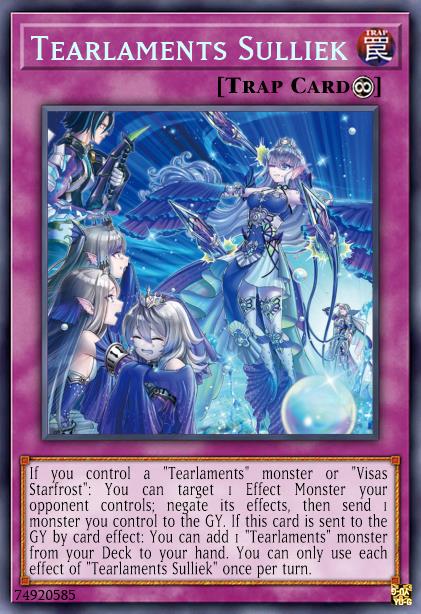 Tearlaments Sulliek
TRAP
罠
[Trap Card♾]
If you control a "Tearlaments" monster or "Visas
Starfrost": You can target 1 Effect Monster your
opponent controls; negate its effects, then send 1
monster you control to the GY. If this card is sent to the
GY by card effect: You can add 1 "Tearlaments" monster
from your Deck to your hand. You can only use each
effect of "Tearlaments Sulliek" once per turn.
74920585